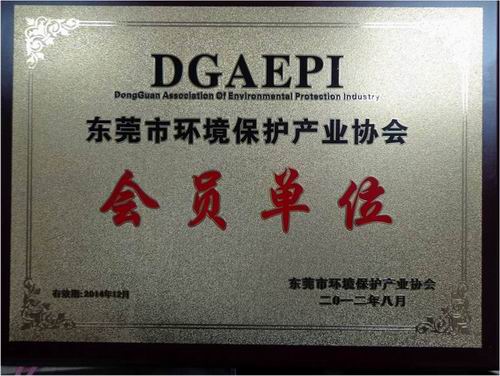 DGAEPI
DongGuan Association Of Environmental Protection Industry
东莞市环境保护产业协会
会员单位
有效期:2014年12月
东莞市环境保护产业协会
二〇一二年八月